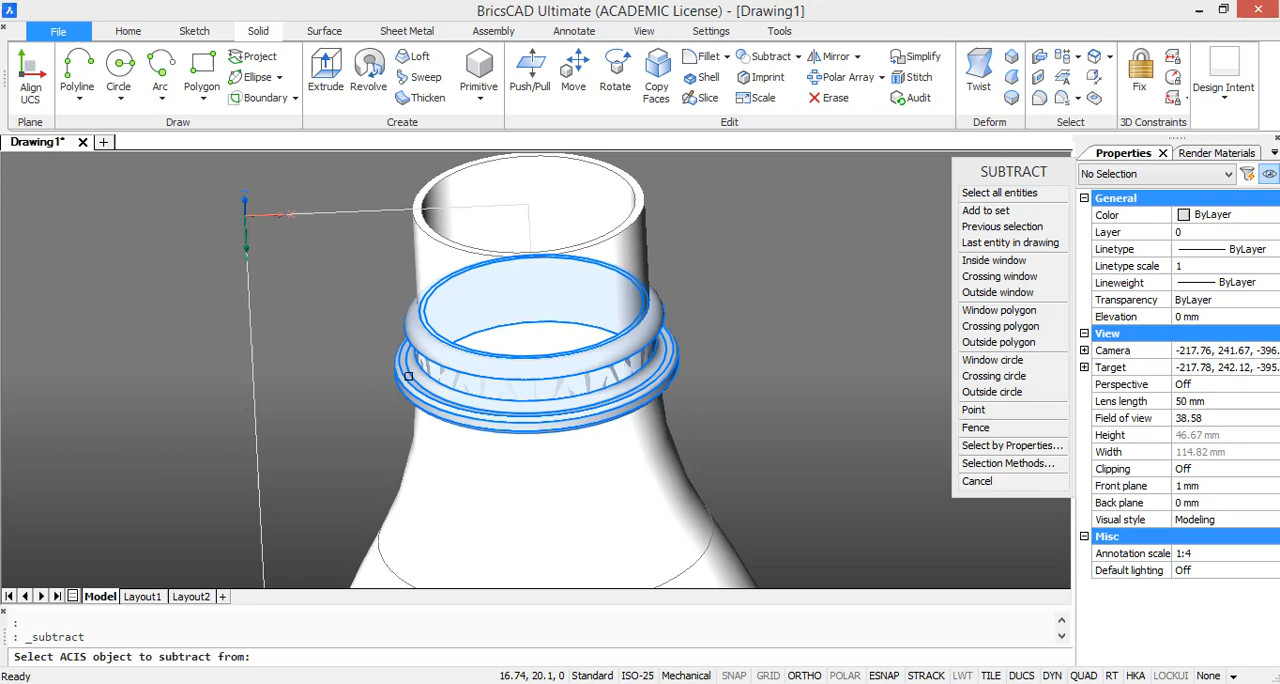 BricsCAD Ultimate (ACADEMIC License) - [Drawing1]
File Home Sketch Solid Surface Sheet Metal Assembly Annotate View Settings Tools
Align UCS
Polyline
Circle
Arc
Polygon
Project
Ellipse
Boundary
Extrude
Revolve
Loft
Sweep
Thicken
Primitive
Push/Pull
Move
Rotate
Copy Faces
Fillet
Shell
Slice
Subtract
Imprint
Scale
Mirror
Polar Array
Erase
Simplify
Stitch
Audit
Twist
Fix
Design Intent
Plane Draw Create Edit Deform Select 3D Constraints
Drawing1*
SUBTRACT
Select all entities
Add to set
Previous selection
Last entity in drawing
Inside window
Crossing window
Outside window
Window polygon
Crossing polygon
Outside polygon
Window circle
Crossing circle
Outside circle
Point
Fence
Select by Properties...
Selection Methods...
Cancel
Properties Render Materials
No Selection
General
Color ByLayer
Layer 0
Linetype ByLayer
Linetype scale 1
Lineweight ByLayer
Transparency ByLayer
Elevation 0 mm
View
Camera -217.76, 241.67, -396.
Target -217.78, 242.12, -395.
Perspective Off
Lens length 50 mm
Field of view 38.58
Height 46.67 mm
Width 114.82 mm
Clipping Off
Front plane 1 mm
Back plane 0 mm
Visual style Modeling
Misc
Annotation scale 1:4
Default lighting Off
Model Layout1 Layout2 +
:
: _subtract
Select ACIS object to subtract from:
Ready 16.74, 20.1, 0 Standard ISO-25 Mechanical SNAP GRID ORTHO POLAR ESNAP STRACK LWT TILE DUCS DYN QUAD RT HKA LOCKUI None